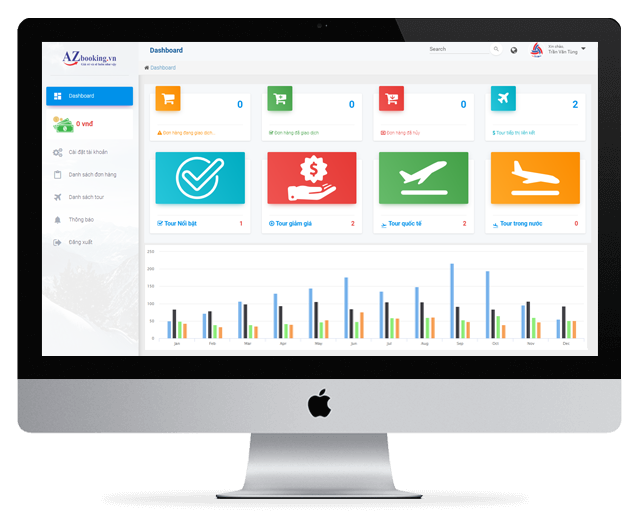 AZbooking.vn
Dashboard
Search
Xin chào,
Trần Văn Tùng
Dashboard
Dashboard
0 vnđ
Cài đặt tài khoản
Danh sách đơn hàng
Danh sách tour
Thông báo
Đăng xuất
0
Đơn hàng đang giao dịch
0
Đơn hàng đã giao dịch
0
Đơn hàng đã hủy
2
Tour tiếp thị liên kết
Tour Nổi bật 1
Tour giảm giá 2
Tour quốc tế 2
Tour trong nước 0
250
200
150
100
50
0
Jan Feb Mar Apr May Jun Jul Aug Sep Oct Nov Dec